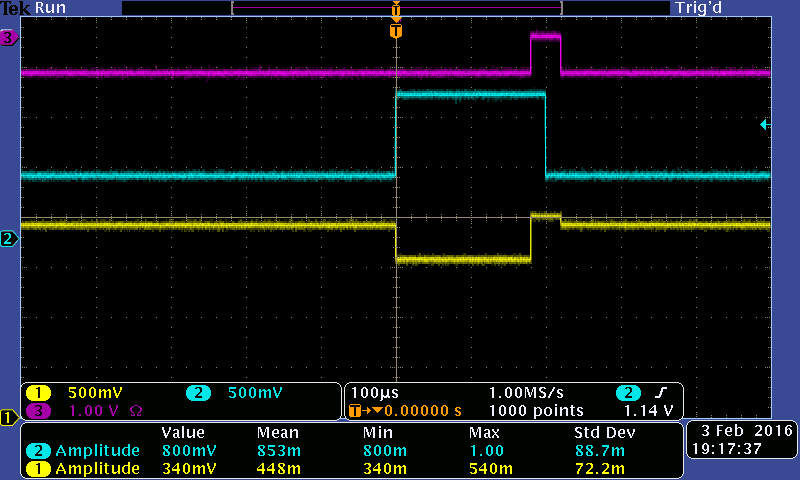 Tek Run Trig'd
T
T
3
2
1
1 500mV 2 500mV
3 1.00 V Ω
100µs 1.00MS/s 2
T→▼0.00000 s 1000 points 1.14 V
Value Mean Min Max Std Dev
2 Amplitude 800mV 853m 800m 1.00 88.7m
1 Amplitude 340mV 448m 340m 540m 72.2m
3 Feb 2016
19:17:37